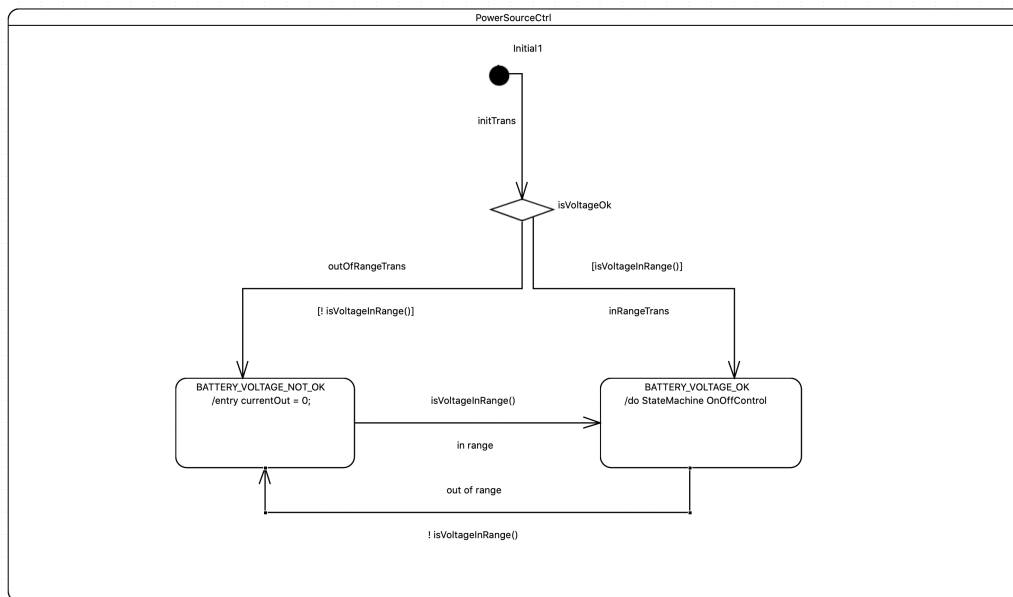 PowerSourceCtrl
Initial1
initTrans
isVoltageOk
outOfRangeTrans
[isVoltageInRange()]
[! isVoltageInRange()]
inRangeTrans
BATTERY_VOLTAGE_NOT_OK
/entry currentOut = 0;
BATTERY_VOLTAGE_OK
/do StateMachine OnOffControl
isVoltageInRange()
in range
out of range
! isVoltageInRange()